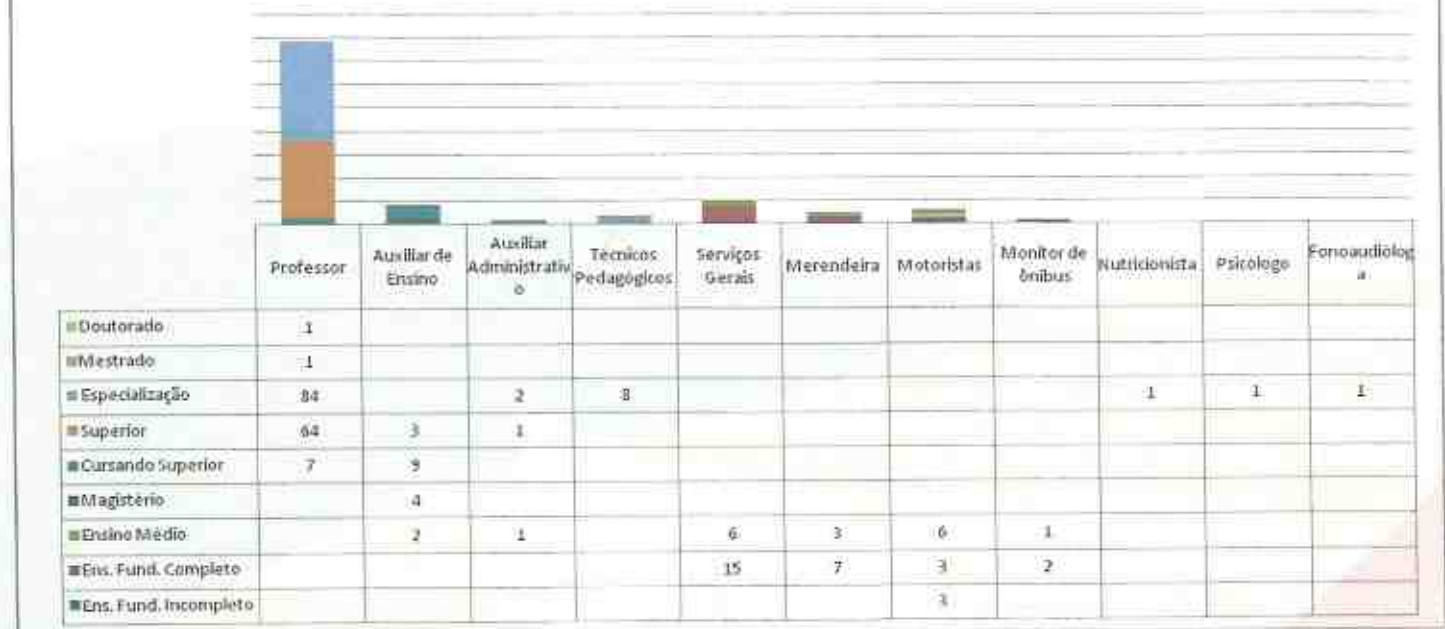 Professor Auxiliar de Ensino Auxiliar Administrativo Técnicos Pedagógicos Serviços Gerais Merendeira Motoristas Monitor de ônibus Nutricionista Psicólogo Fonoaudióloga
Doutorado 1
Mestrado 1
Especialização 84 2 8 1 1 1
Superior 64 3 1
Cursando Superior 7 9
Magistério 4
Ensino Médio 2 1 6 3 6 1
Ens. Fund. Completo 15 7 3 2
Ens. Fund. Incompleto 3